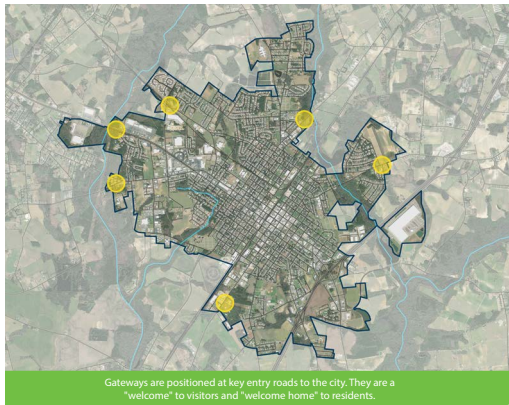 Gateways are positioned at key entry roads to the city. They are a
"welcome" to visitors and "welcome home" to residents.